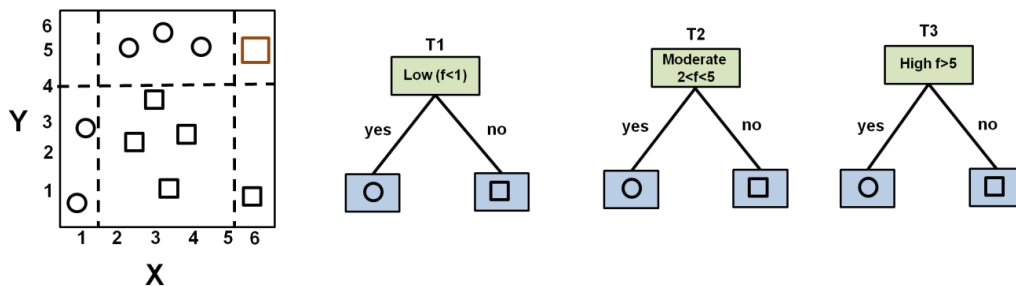 6
5
4
3
2
1
Y
1 2 3 4 5 6
X
T1
Low (f<1)
yes no
T2
Moderate
2<f<5
yes no
T3
High f>5
yes no